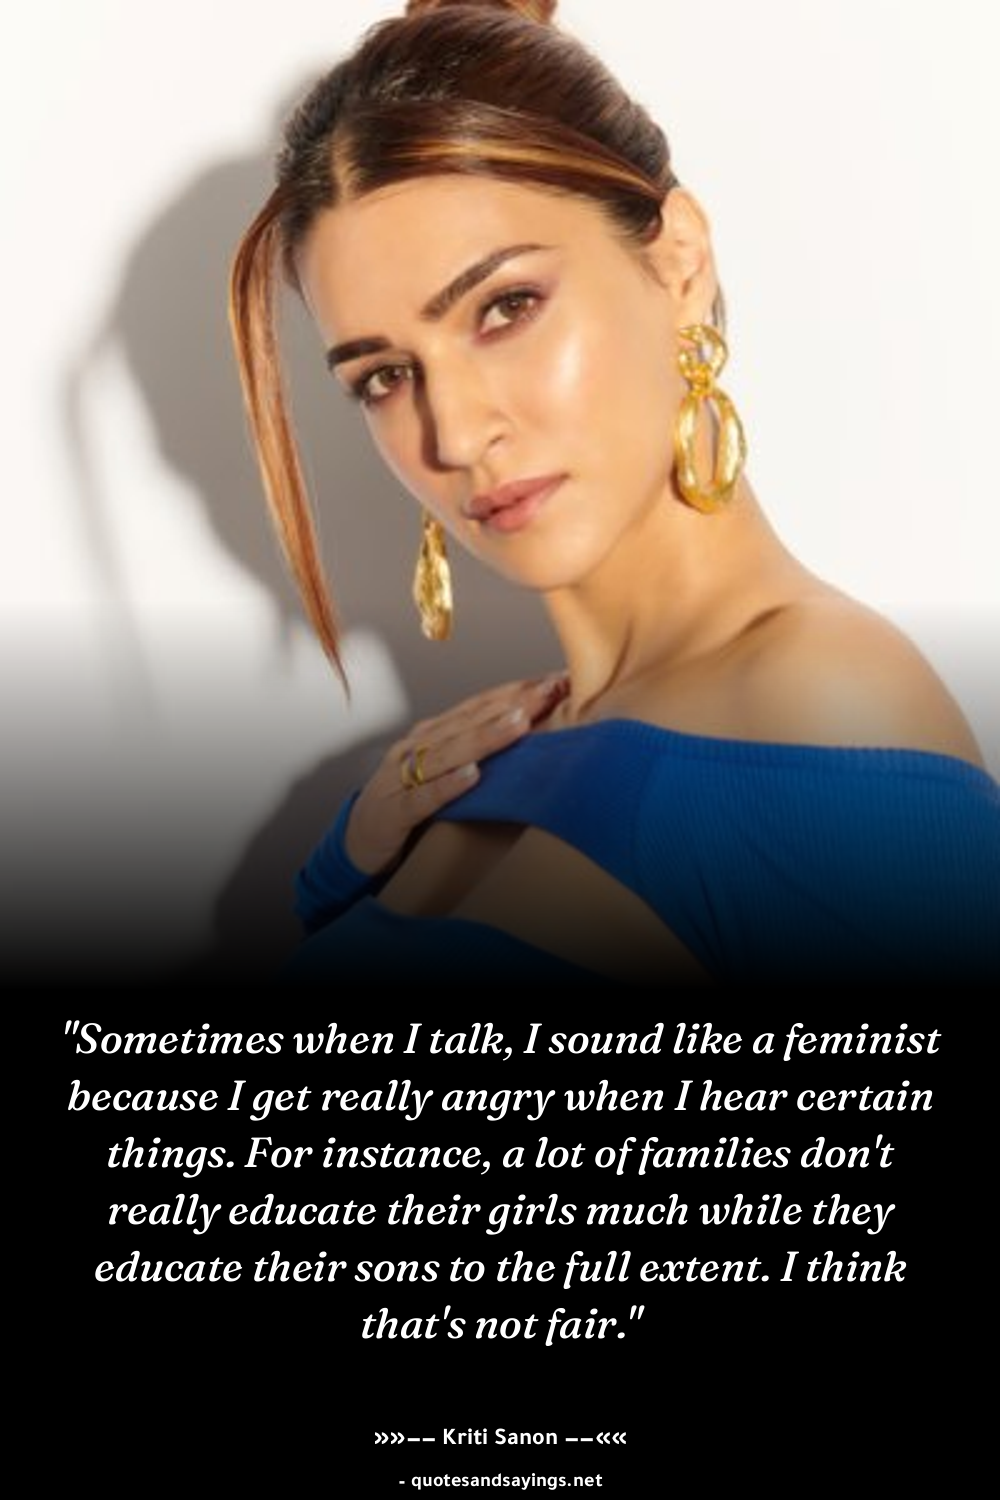 "Sometimes when I talk, I sound like a feminist
because I get really angry when I hear certain
things. For instance, a lot of families don't
really educate their girls much while they
educate their sons to the full extent. I think
that's not fair."
»»−− Kriti Sanon −−««
- quotesandsayings.net